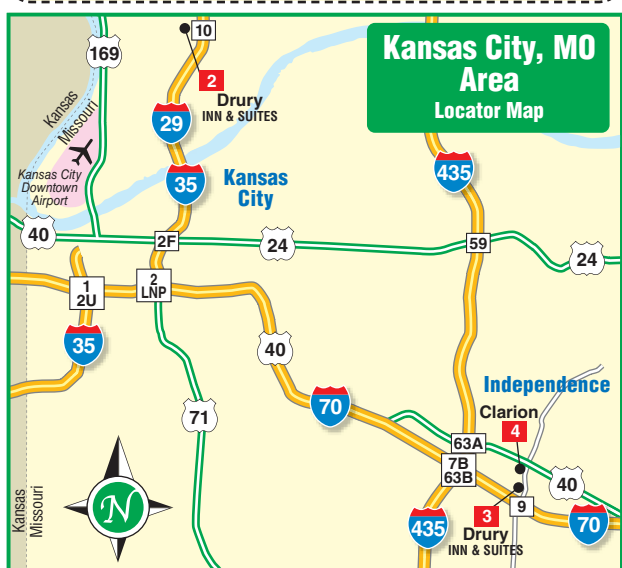 Kansas City, MO
Area
Locator Map
10
169
2
Drury
INN & SUITES
Kansas
Missouri
29
Kansas City
Downtown
Airport
35
Kansas
City
435
40
2F
24
59
24
1
2U
2
LNP
35
40
70
71
Independence
Clarion
4
63A
7B
63B
40
9
3
Drury
INN & SUITES
435
70
N
Kansas
Missouri